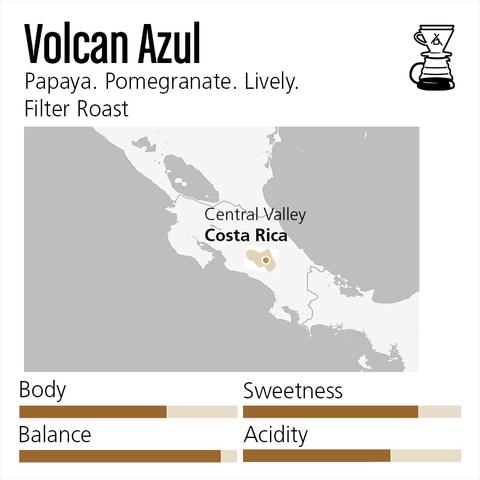 Volcan Azul
Papaya. Pomegranate. Lively.
Filter Roast
Central Valley
Costa Rica
Body
Sweetness
Balance
Acidity